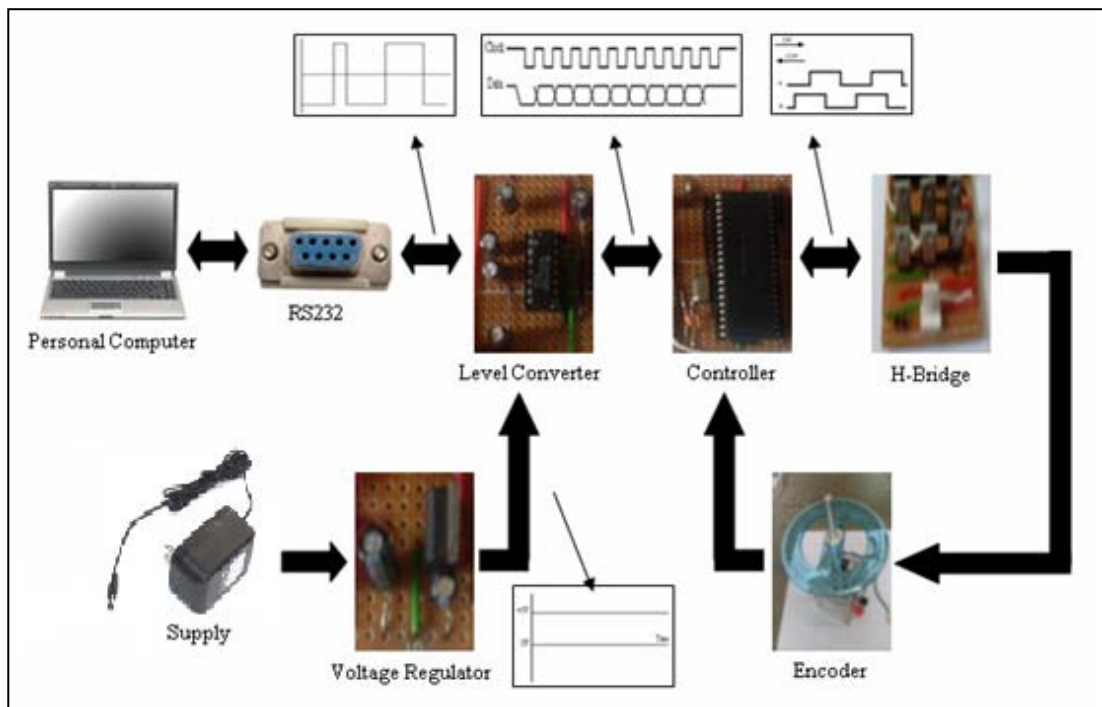 Clock
Data
RS232
Personal Computer
Level Converter
Controller
H-Bridge
Supply
Voltage Regulator
Time
Encoder